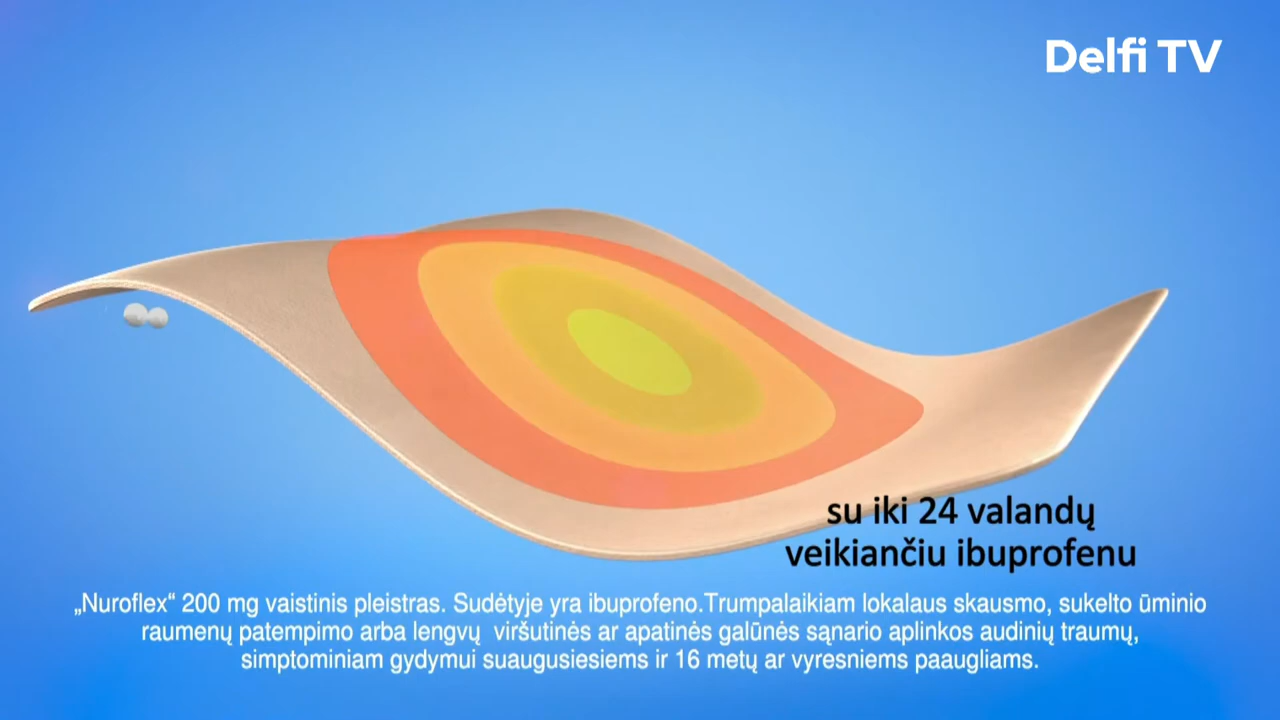 Delfi TV
su iki 24 valandų
veikiančiu ibuprofenu
„Nuroflex“ 200 mg vaistinis pleistras. Sudėtyje yra ibuprofeno.Trumpalaikiam lokalaus skausmo, sukelto ūminio
raumenų patempimo arba lengvų  viršutinės ar apatinės galūnės sąnario aplinkos audinių traumų,
simptominiam gydymui suaugusiesiems ir 16 metų ar vyresniems paaugliams.